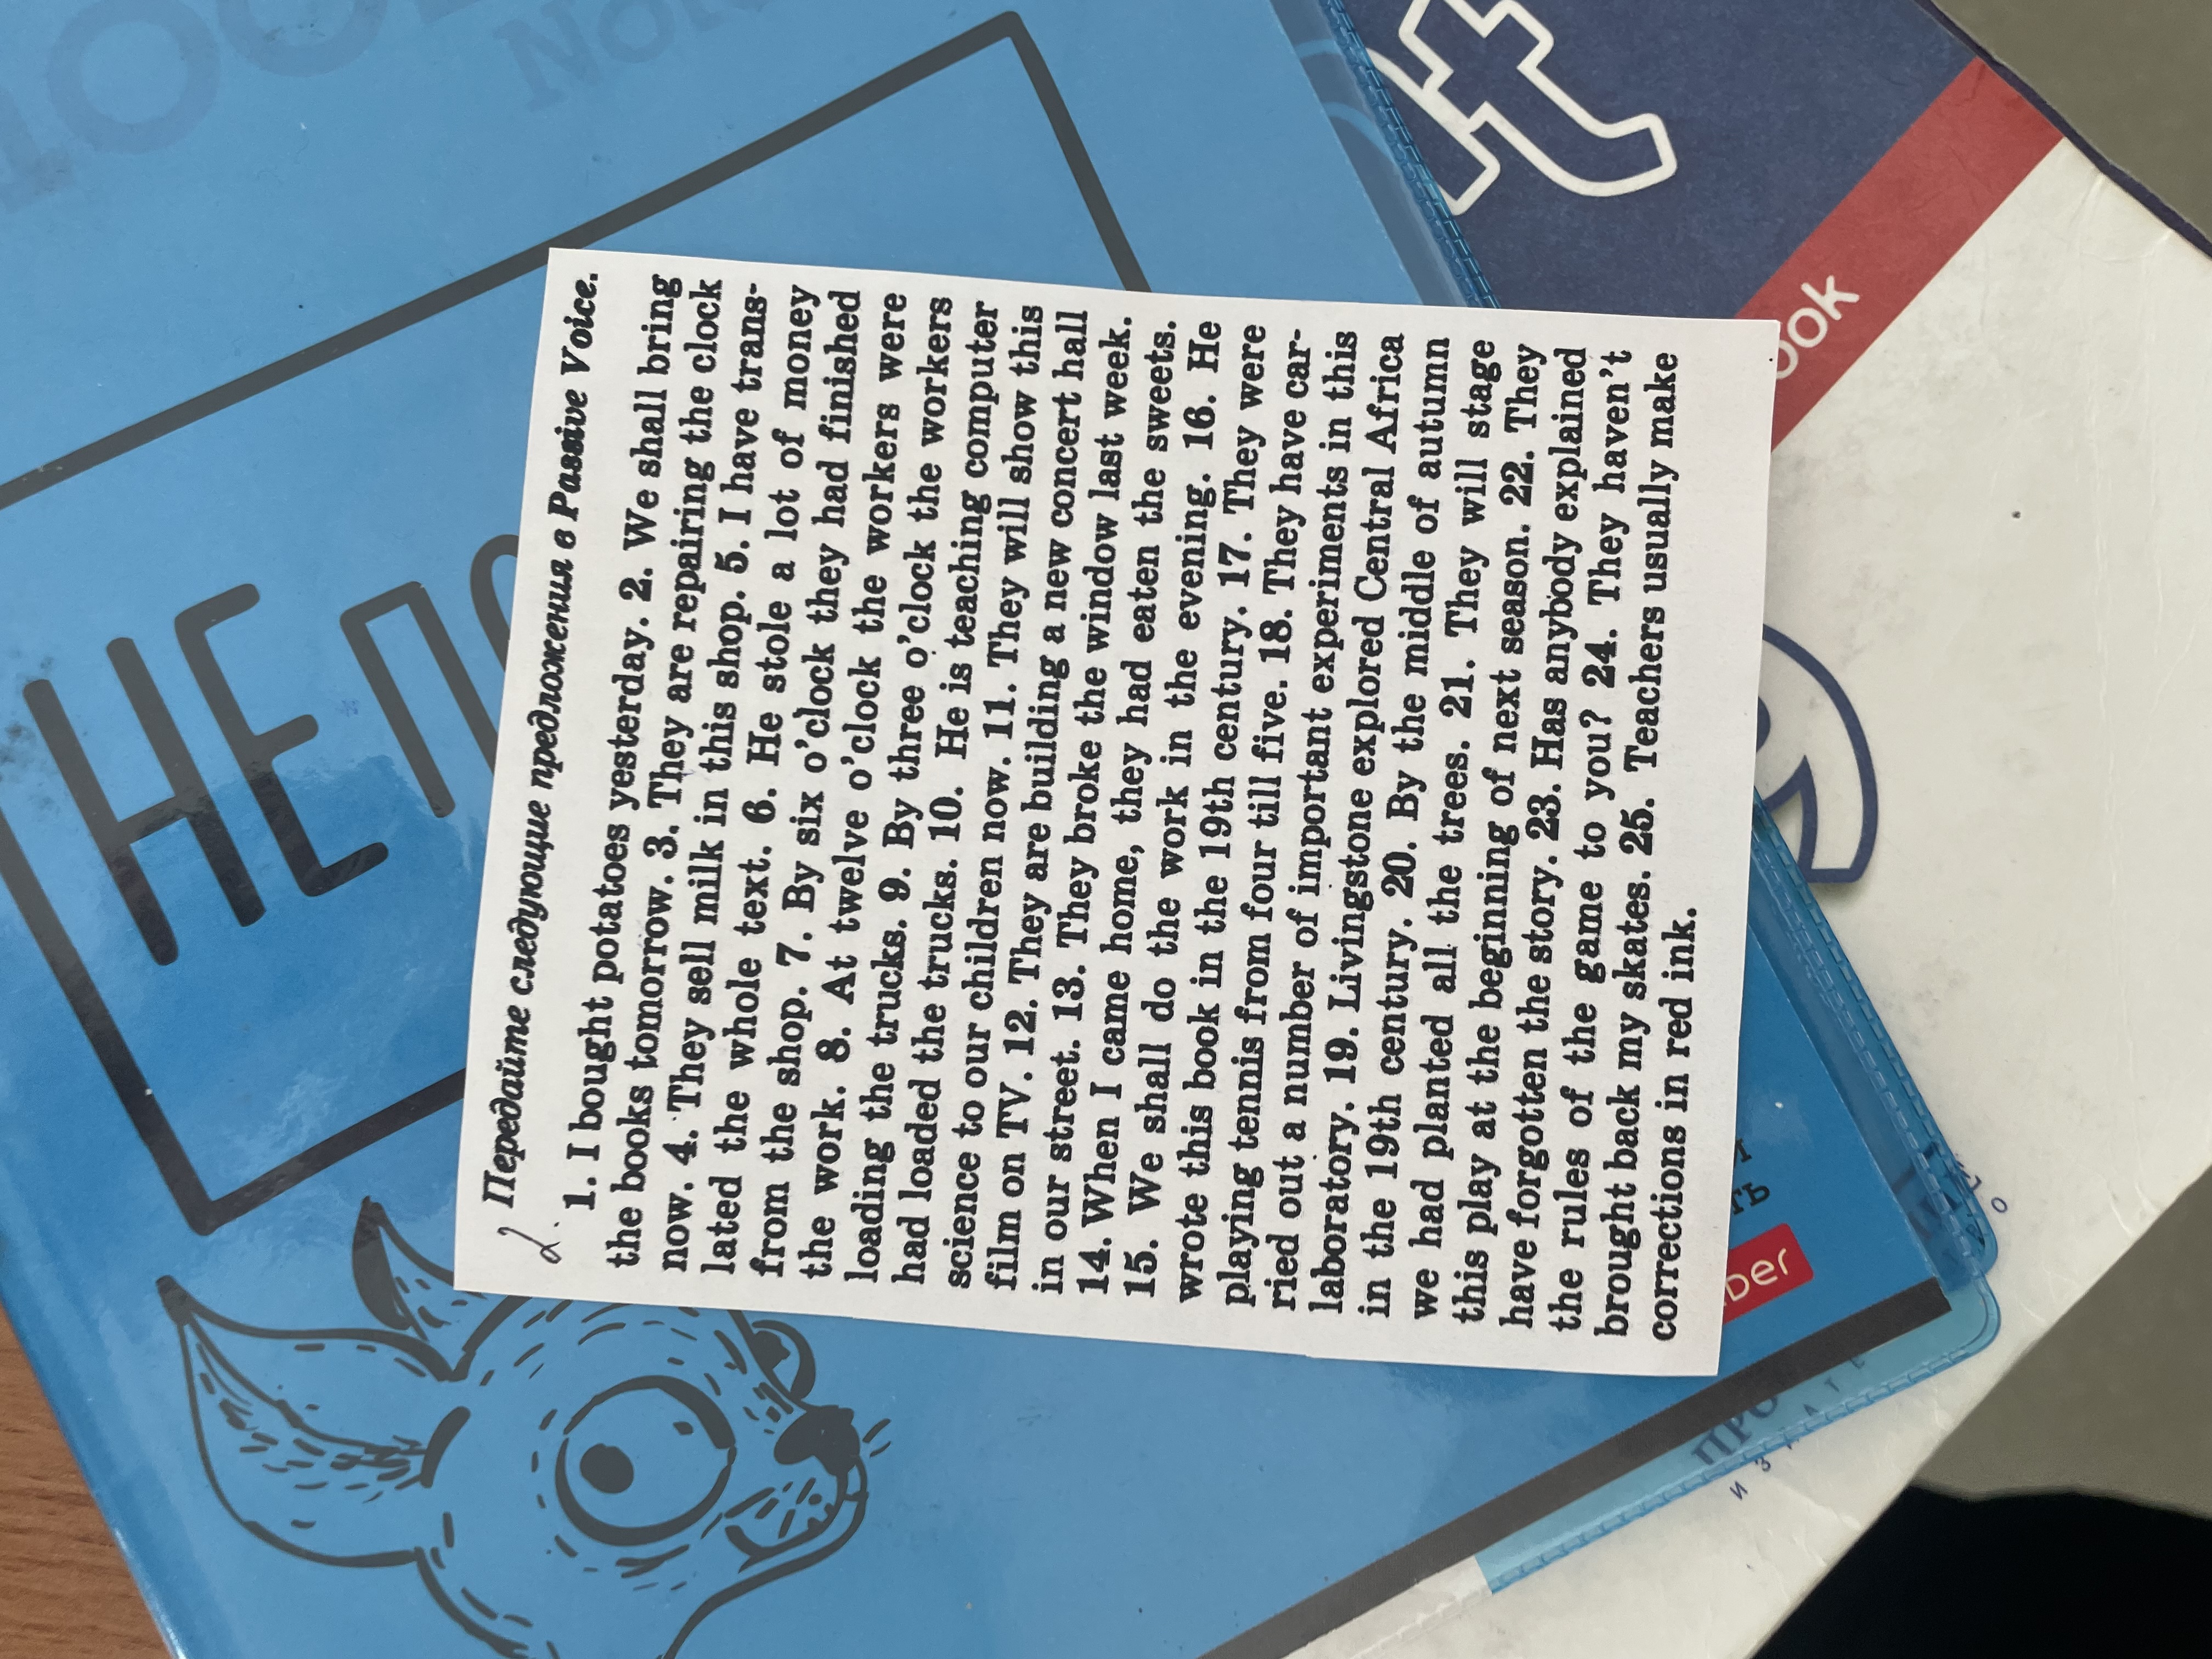 2. Передайте следующие предложения в Passive Voice.
1. I bought potatoes yesterday. 2. We shall bring
the books tomorrow. 3. They are repairing the clock
now. 4. They sell milk in this shop. 5. I have trans-
lated the whole text. 6. He stole a lot of money
from the shop. 7. By six o'clock they had finished
the work. 8. At twelve o'clock the workers were
loading the trucks. 9. By three o'clock the workers
had loaded the trucks. 10. He is teaching computer
science to our children now. 11. They will show this
film on TV. 12. They are building a new concert hall
in our street. 13. They broke the window last week.
14. When I came home, they had eaten the sweets.
15. We shall do the work in the evening. 16. He
wrote this book in the 19th century. 17. They were
playing tennis from four till five. 18. They have car-
ried out a number of important experiments in this
laboratory. 19. Livingstone explored Central Africa
in the 19th century. 20. By the middle of autumn
we had planted all the trees. 21. They will stage
this play at the beginning of next season. 22. They
have forgotten the story. 23. Has anybody explained
the rules of the game to you? 24. They haven't
brought back my skates. 25. Teachers usually make
corrections in red ink.
НЕ